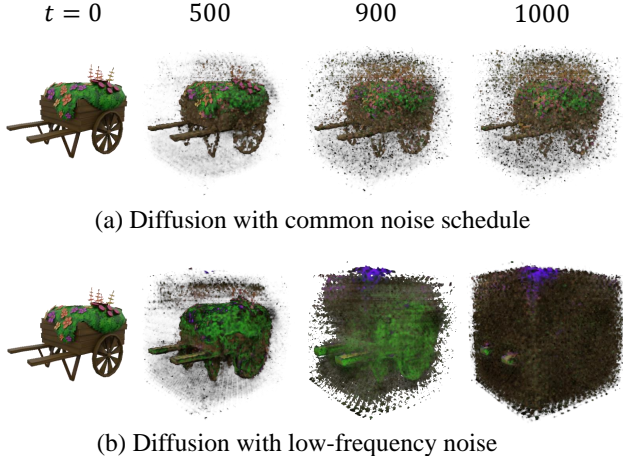 t = 0 500 900 1000
(a) Diffusion with common noise schedule
(b) Diffusion with low-frequency noise